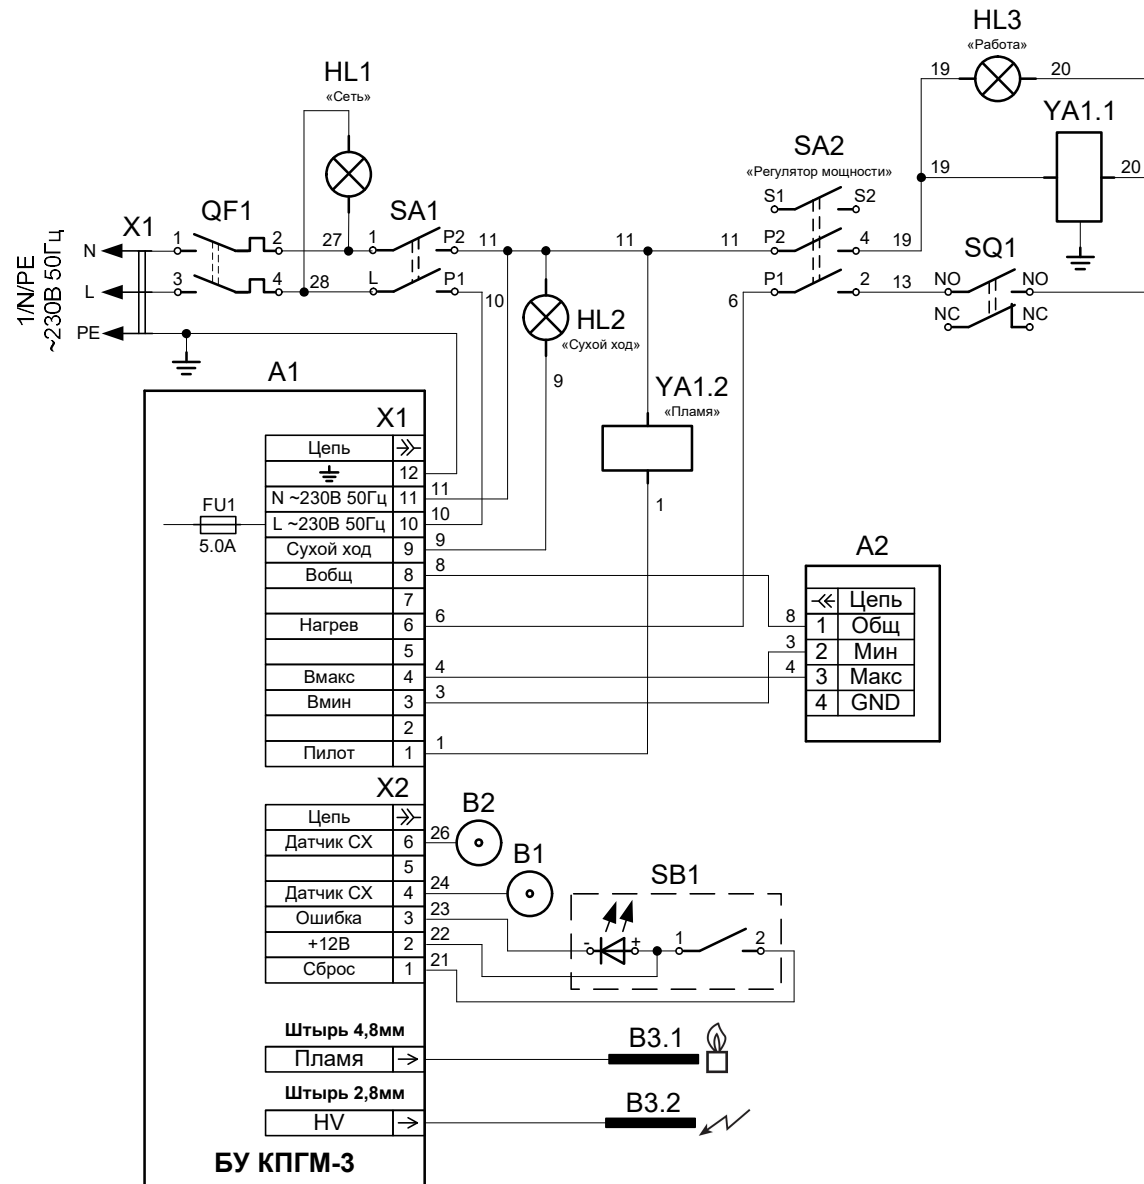 HL3
«Работа»
19
20
HL1
«Сеть»
YA1.1
19
20
SA2
«Регулятор мощности»
S1
S2
X1
QF1
SA1
1/N/PE
~230В 50Гц
N
1
2
27
1
P2
11
11
11
P2
4
19
SQ1
L
3
4
28
L
P1
10
6
P1
2
13
NO
NO
NC
NC
PE
HL2
«Сухой ход»
9
A1
YA1.2
«Пламя»
1
X1
Цепь
12
N ~230В 50Гц 11 11
FU1
5.0A
L ~230В 50Гц 10 10
Сухой ход 9 9
Вобщ 8 8
7
Нагрев 6 6
5
Вмакс 4 4
Вмин 3 3
2
Пилот 1 1
A2
Цепь
8 1 Общ
3 2 Мин
4 3 Макс
4 GND
X2
Цепь
Датчик СХ 6 26
B2
5
Датчик СХ 4 24
B1
Ошибка 3 23
+12В 2 22
Сброс 1 21
SB1
- + 1 2
Штырь 4,8мм
Пламя
B3.1
Штырь 2,8мм
HV
B3.2
БУ КПГМ-3